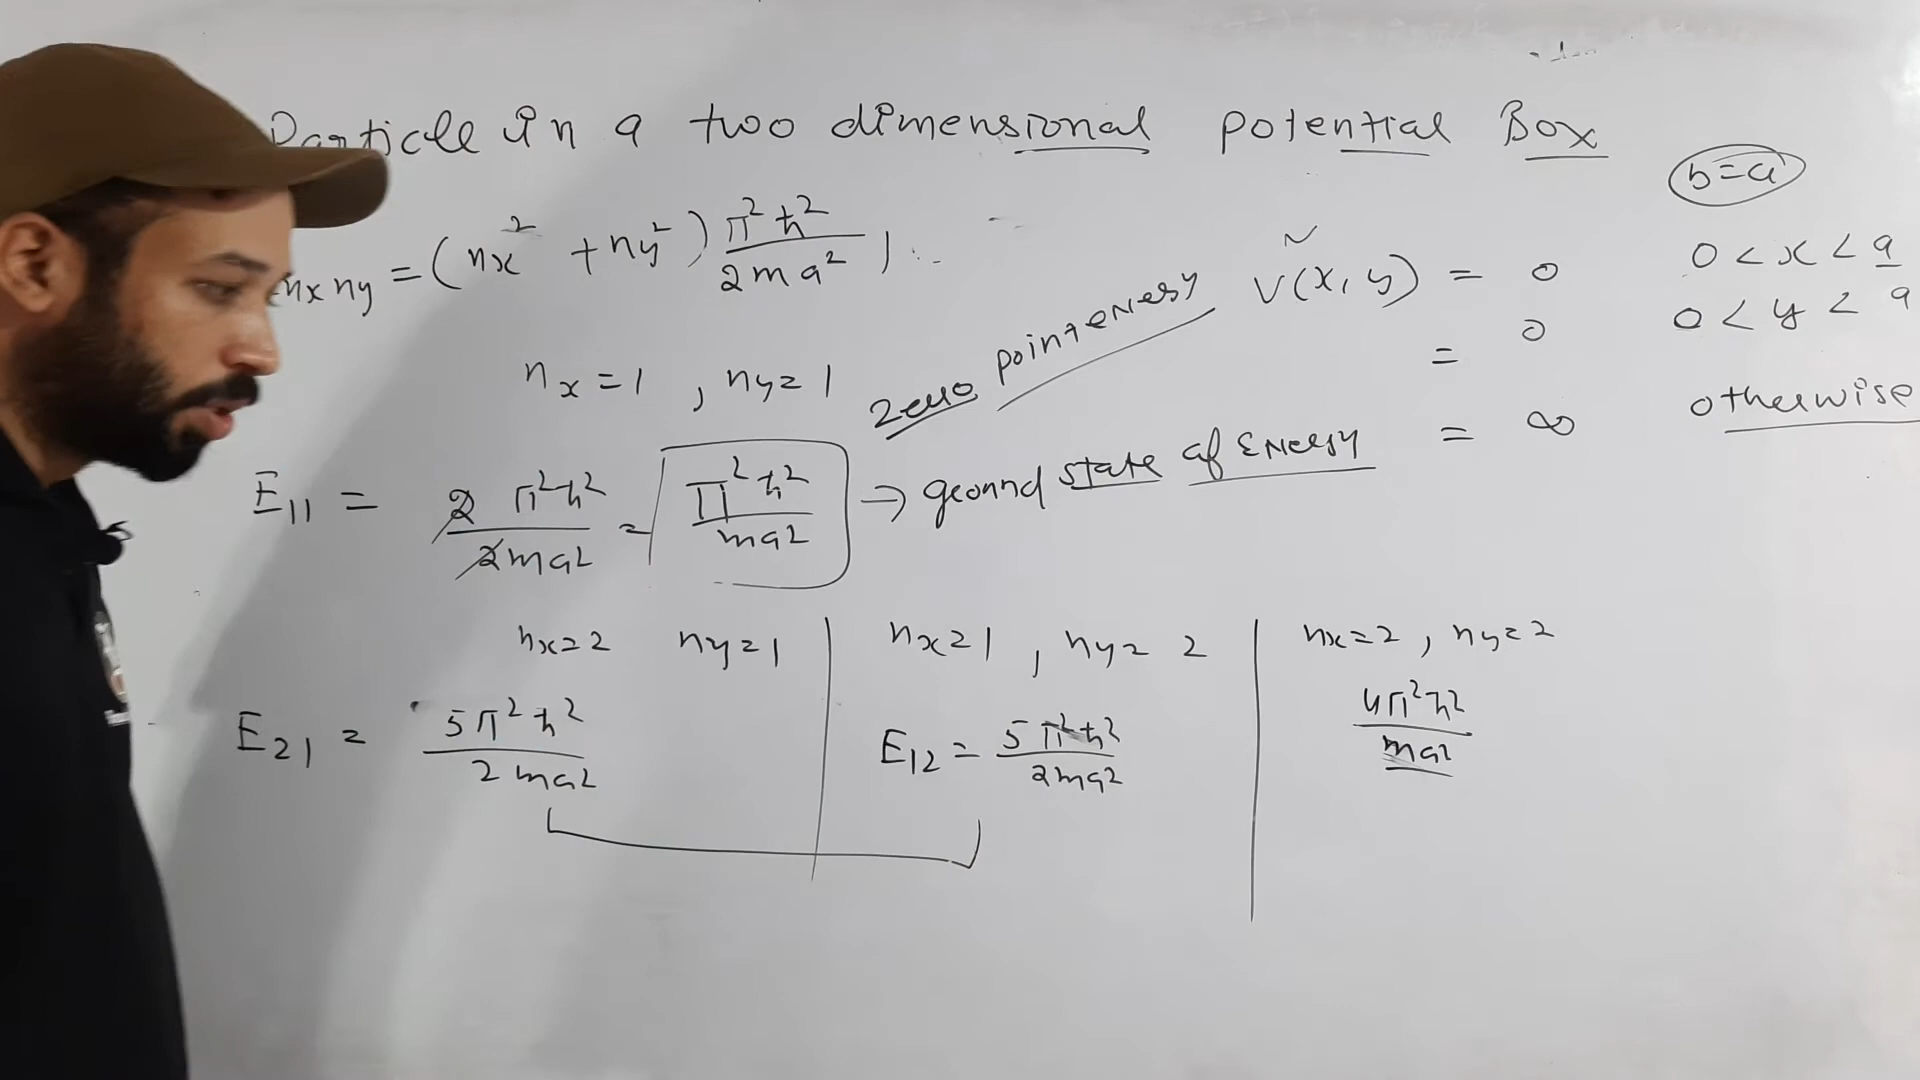 Particle in a two dimensional potential Box
b=a
nx ny = (nx² + ny²) π²ħ² / 2ma²
V(x, y) = 0 0 < x < a
= 0 0 < y < a
= ∞ otherwise
nx = 1 , ny = 1
zero point energy
E11 = 2 π²ħ² / 2ma² = π²ħ² / ma² → ground state of Energy
nx=2 ny=1
E21 = 5π²ħ² / 2ma²
nx=1 , ny=2
E12 = 5π²ħ² / 2ma²
nx=2 , ny=2
4π²ħ² / ma²